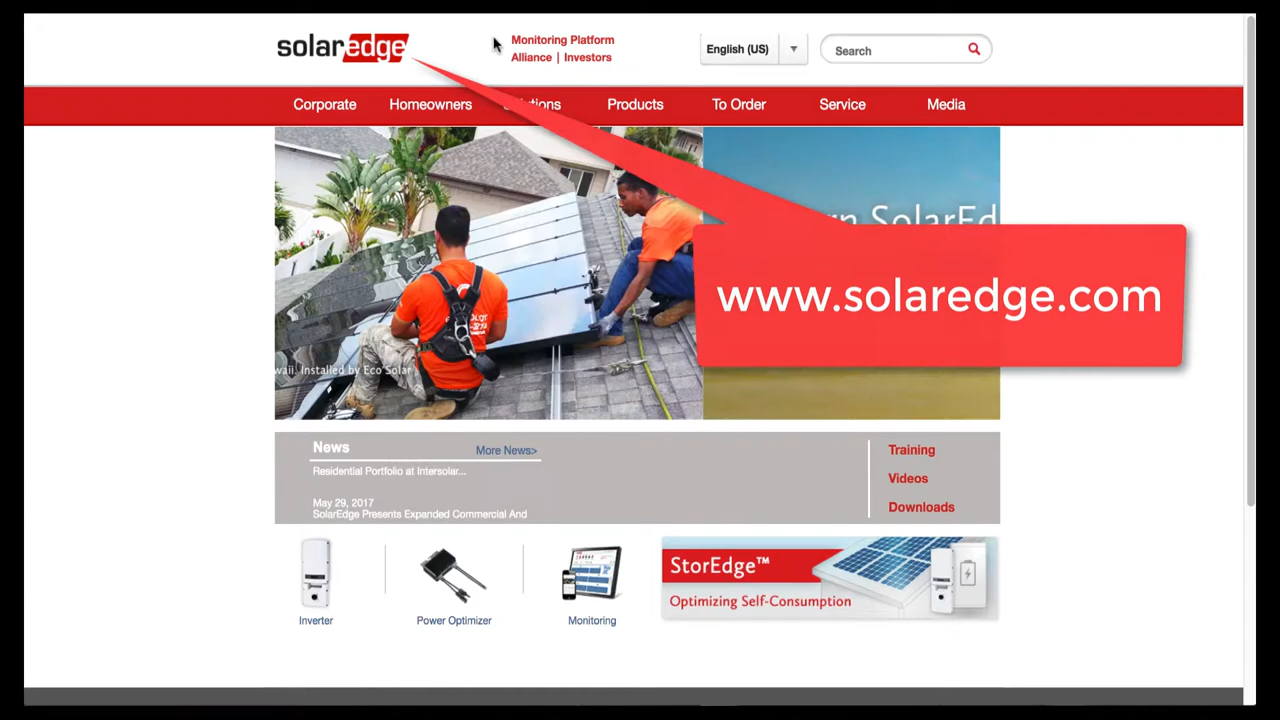 solaredge
Monitoring Platform
Alliance | Investors
English (US)
Search
Corporate
Homeowners
Products
To Order
Service
Media
www.solaredge.com
Installed by Eco Solar
News
More News>
Residential Portfolio at Intersolar...
May 29, 2017
SolarEdge Presents Expanded Commercial And
Training
Videos
Downloads
StorEdge™
Optimizing Self-Consumption
Inverter
Power Optimizer
Monitoring